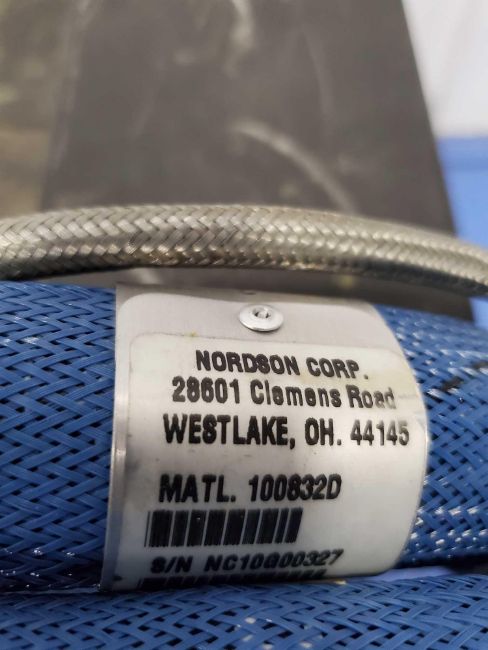 NORDSON CORP.
28601 Clemens Road
WESTLAKE, OH. 44145
MATL. 100832D
S/N NC10G00327